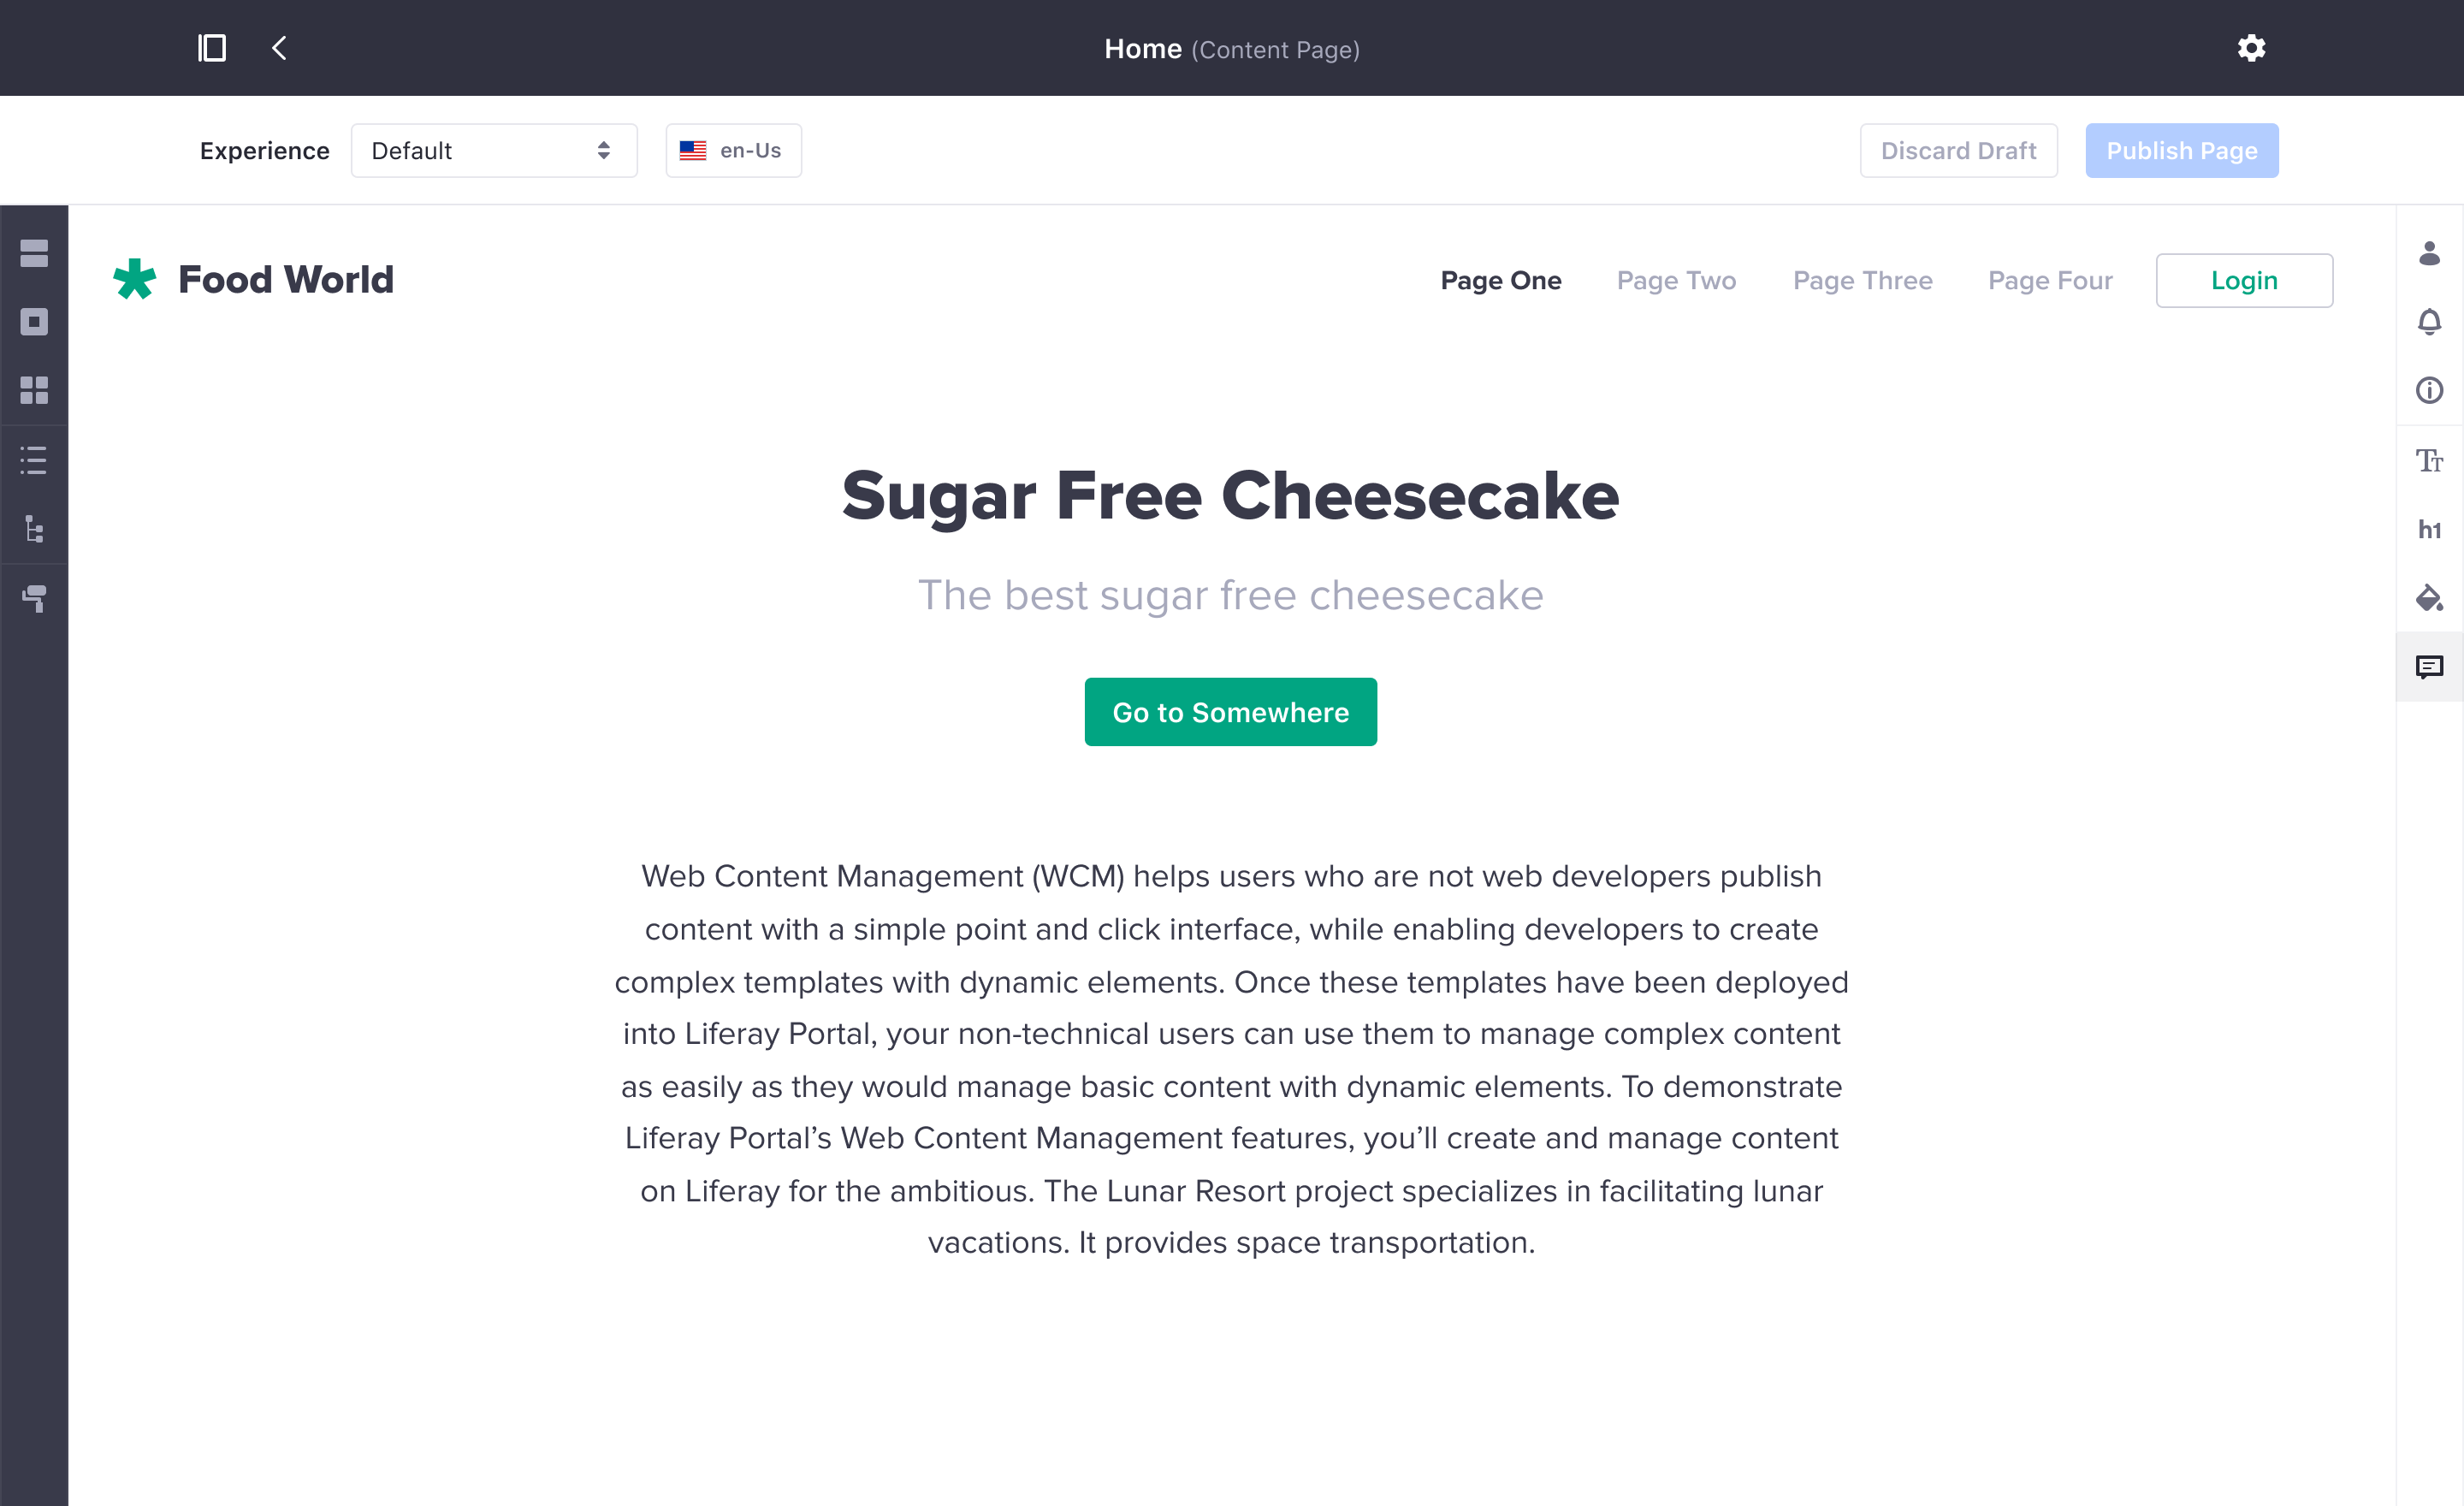 Home (Content Page)
Experience Default en-Us Discard Draft Publish Page
Food World Page One Page Two Page Three Page Four Login
Sugar Free Cheesecake
The best sugar free cheesecake
Go to Somewhere
Web Content Management (WCM) helps users who are not web developers publish
content with a simple point and click interface, while enabling developers to create
complex templates with dynamic elements. Once these templates have been deployed
into Liferay Portal, your non-technical users can use them to manage complex content
as easily as they would manage basic content with dynamic elements. To demonstrate
Liferay Portal’s Web Content Management features, you’ll create and manage content
on Liferay for the ambitious. The Lunar Resort project specializes in facilitating lunar
vacations. It provides space transportation.
TT
h1